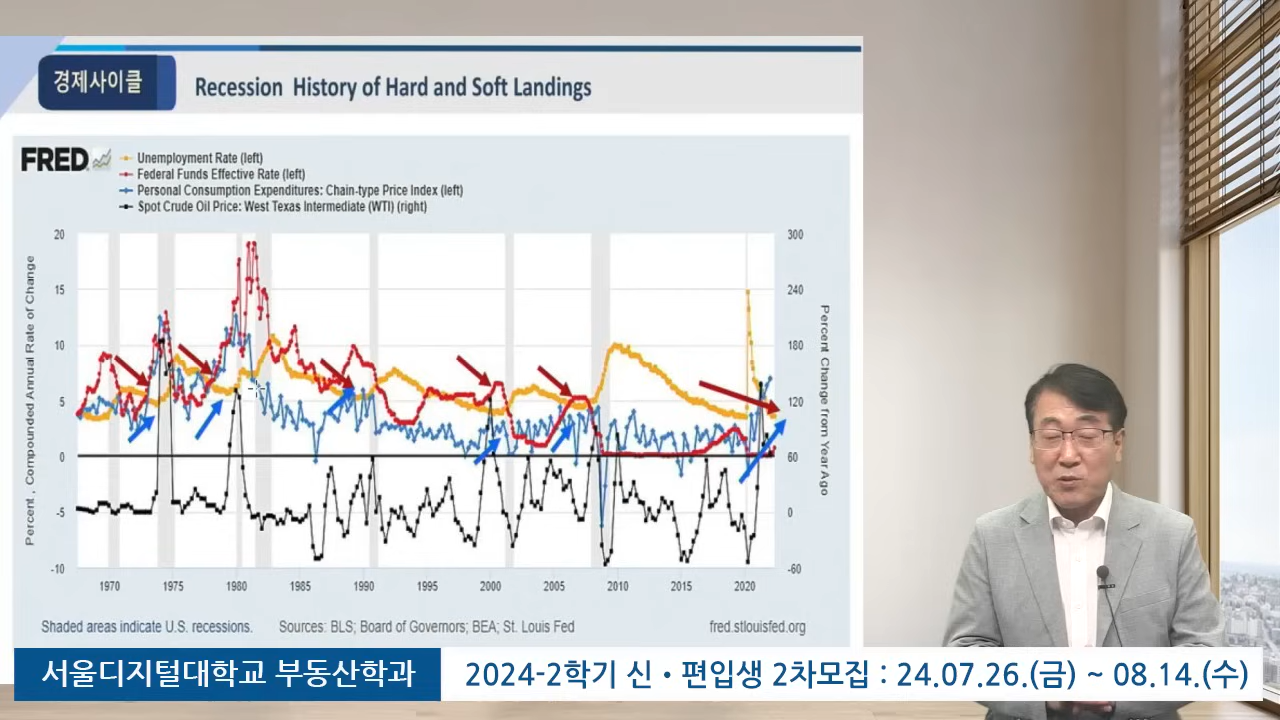 경제사이클
Recession History of Hard and Soft Landings
FRED
Unemployment Rate (left)
Federal Funds Effective Rate (left)
Personal Consumption Expenditures: Chain-type Price Index (left)
Spot Crude Oil Price: West Texas Intermediate (WTI) (right)
Percent , Compounded Annual Rate of Change
20
15
10
5
0
-5
-10
300
240
180
120
60
0
-60
Percent Change from Year Ago
1970 1975 1980 1985 1990 1995 2000 2005 2010 2015 2020
Shaded areas indicate U.S. recessions. Sources: BLS; Board of Governors; BEA; St. Louis Fed fred.stlouisfed.org
서울디지털대학교 부동산학과
2024-2학기 신・편입생 2차모집 : 24.07.26.(금) ~ 08.14.(수)